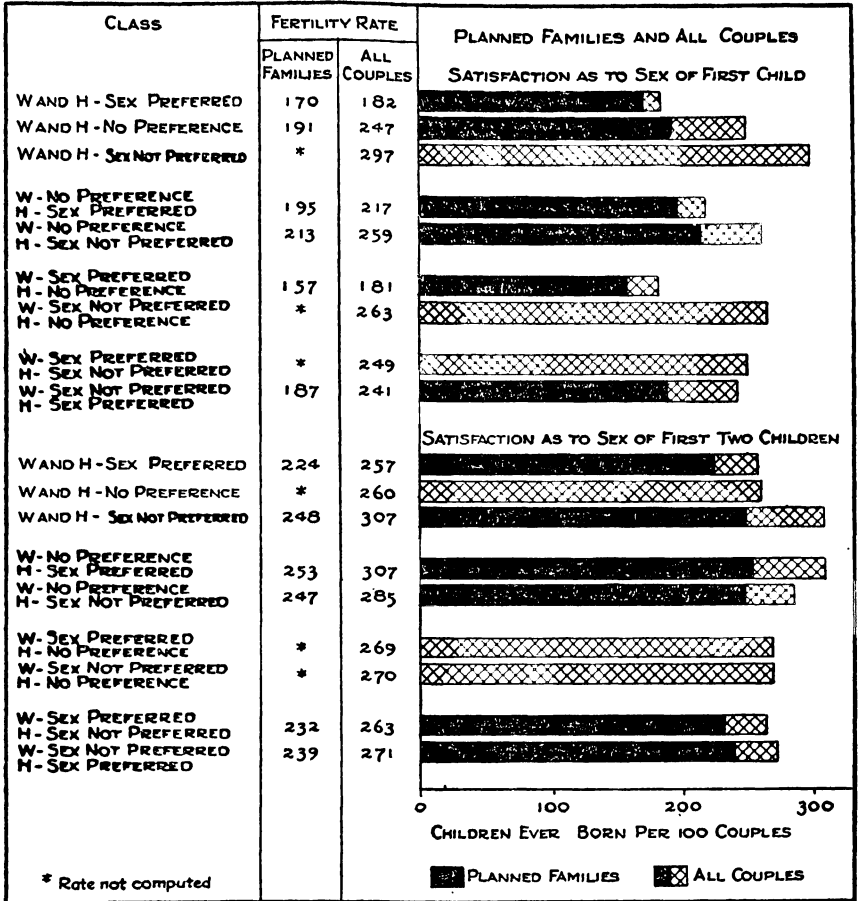 CLASS
FERTILITY RATE
PLANNED FAMILIES AND ALL COUPLES
PLANNED FAMILIES
ALL COUPLES
SATISFACTION AS TO SEX OF FIRST CHILD
W AND H - SEX PREFERRED 170 182
W AND H - NO PREFERENCE 191 247
W AND H - SEX NOT PREFERRED * 297
W - NO PREFERENCE
H - SEX PREFERRED 195 217
W - NO PREFERENCE
H - SEX NOT PREFERRED 213 259
W - SEX PREFERRED
H - NO PREFERENCE 157 181
W - SEX NOT PREFERRED
H - NO PREFERENCE * 263
W - SEX PREFERRED
H - SEX NOT PREFERRED * 249
W - SEX NOT PREFERRED
H - SEX PREFERRED 187 241
SATISFACTION AS TO SEX OF FIRST TWO CHILDREN
W AND H - SEX PREFERRED 224 257
W AND H - NO PREFERENCE * 260
W AND H - SEX NOT PREFERRED 248 307
W - NO PREFERENCE
H - SEX PREFERRED 253 307
W - NO PREFERENCE
H - SEX NOT PREFERRED 247 285
W - SEX PREFERRED
H - NO PREFERENCE * 269
W - SEX NOT PREFERRED
H - NO PREFERENCE * 270
W - SEX PREFERRED
H - SEX NOT PREFERRED 232 263
W - SEX NOT PREFERRED
H - SEX PREFERRED 239 271
0 100 200 300
CHILDREN EVER BORN PER 100 COUPLES
* Rate not computed
PLANNED FAMILIES
ALL COUPLES